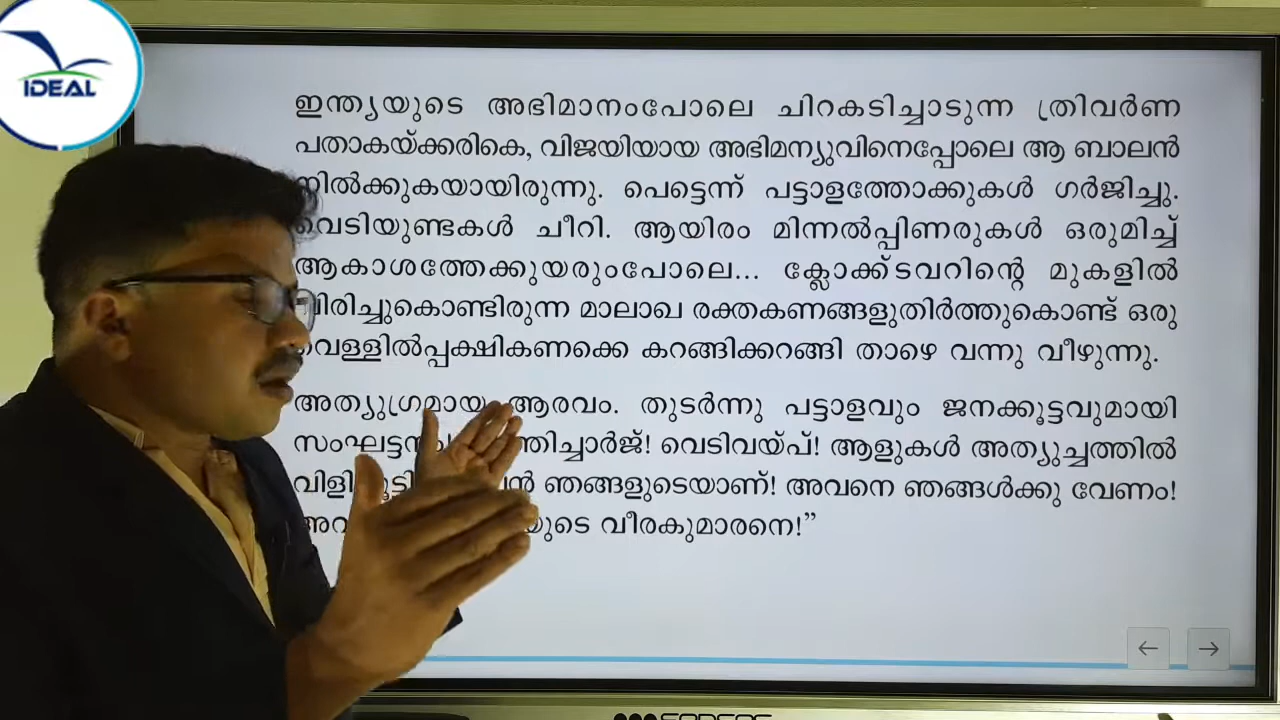 IDEAL
ഇന്ത്യയുടെ അഭിമാനംപോലെ ചിറകടിച്ചാടുന്ന ത്രിവർണ
പതാകയ്ക്കരികെ, വിജയിയായ അഭിമന്യുവിനെപ്പോലെ ആ ബാലൻ
നിൽക്കുകയായിരുന്നു. പെട്ടെന്ന് പട്ടാളത്തോക്കുകൾ ഗർജിച്ചു.
വെടിയുണ്ടകൾ ചീറി. ആയിരം മിന്നൽപ്പിണരുകൾ ഒരുമിച്ച്
ആകാശത്തേക്കുയരുംപോലെ... ക്ലോക്ക് ടവറിന്റെ മുകളിൽ
വിരിച്ചുകൊണ്ടിരുന്ന മാലാഖ രക്തകണങ്ങളുതിർത്തുകൊണ്ട് ഒരു
വെള്ളിൽപ്പക്ഷികണക്കെ കറങ്ങിക്കറങ്ങി താഴെ വന്നു വീഴുന്നു.
അത്യുഗ്രമായ ആരവം. തുടർന്നു പട്ടാളവും ജനക്കൂട്ടവുമായി
വെടിവയ്പ്! ആളുകൾ അത്യുച്ചത്തിൽ
ഞങ്ങളുടെയാണ്! അവനെ ഞങ്ങൾക്കു വേണം!
വീരകുമാരനെ!”